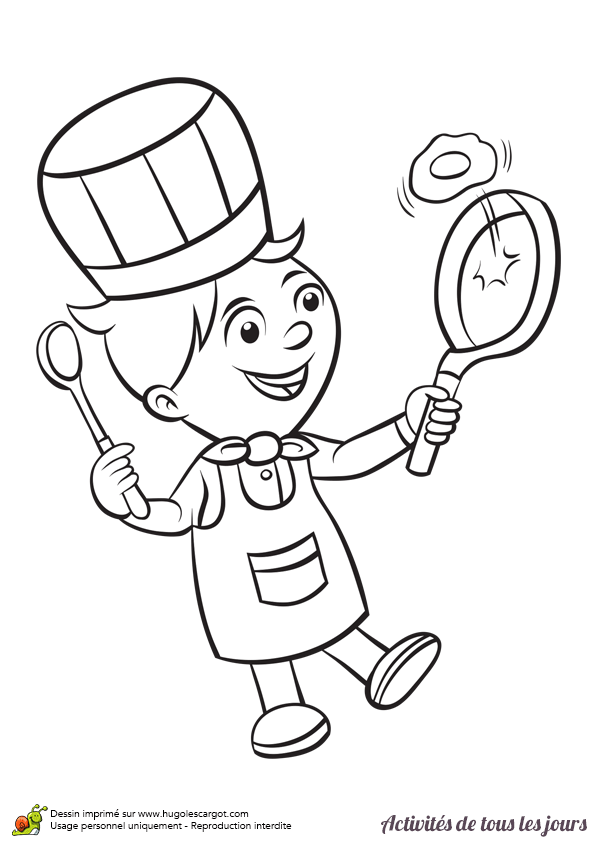 Dessin imprimé sur www.hugolescargot.com
Usage personnel uniquement - Reproduction interdite
Activités de tous les jours